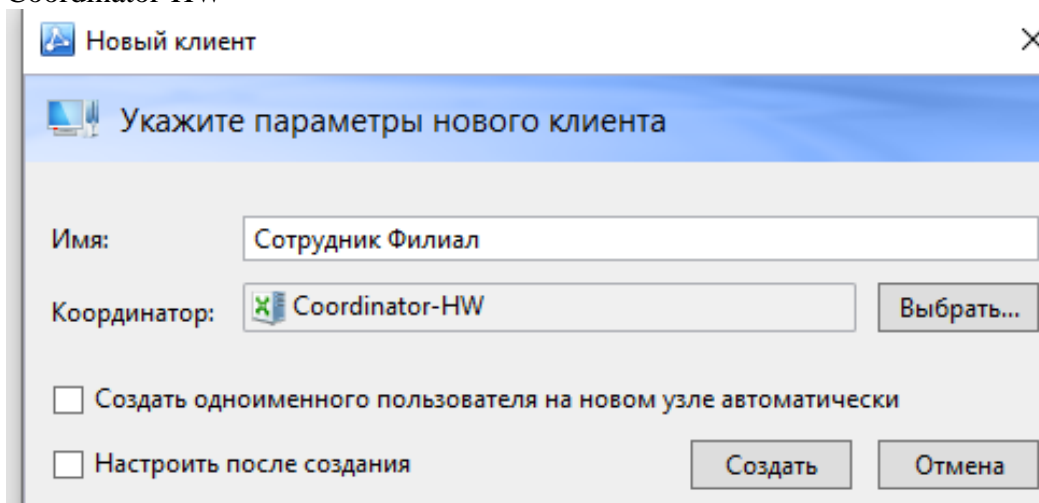 Coordinator-HW
Новый клиент
Укажите параметры нового клиента
Имя: Сотрудник Филиал
Координатор: Coordinator-HW Выбрать...
Создать одноименного пользователя на новом узле автоматически
Настроить после создания Создать Отмена